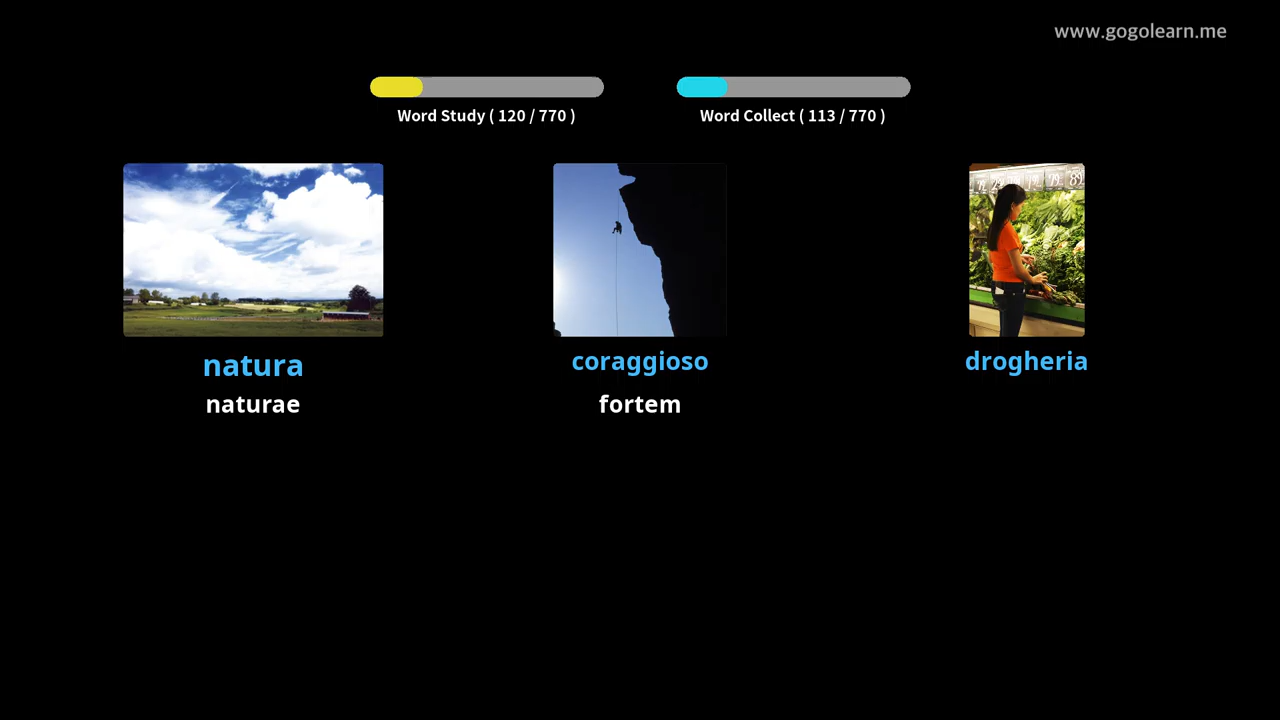 www.gogolearn.me
Word Study ( 120 / 770 )
Word Collect ( 113 / 770 )
natura
naturae
coraggioso
fortem
drogheria